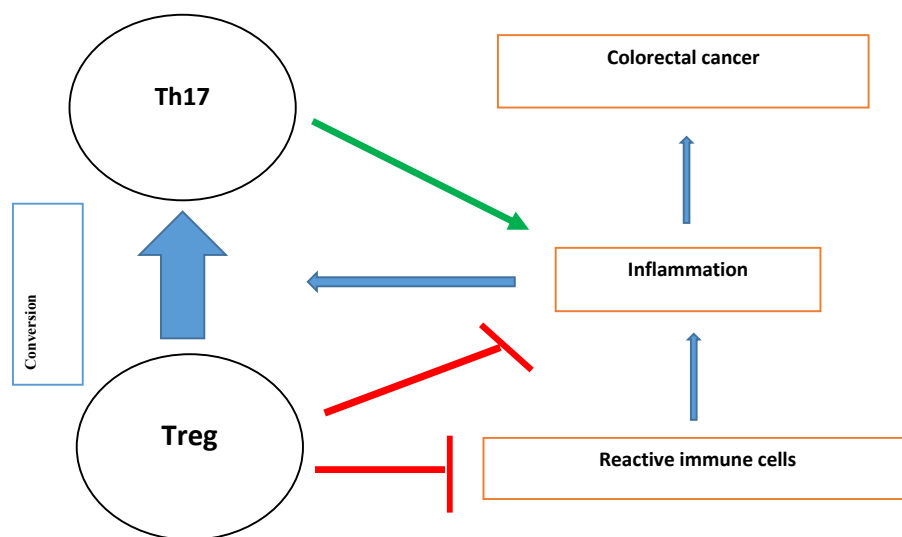 Th17
Colorectal cancer
Conversion
Inflammation
Treg
Reactive immune cells